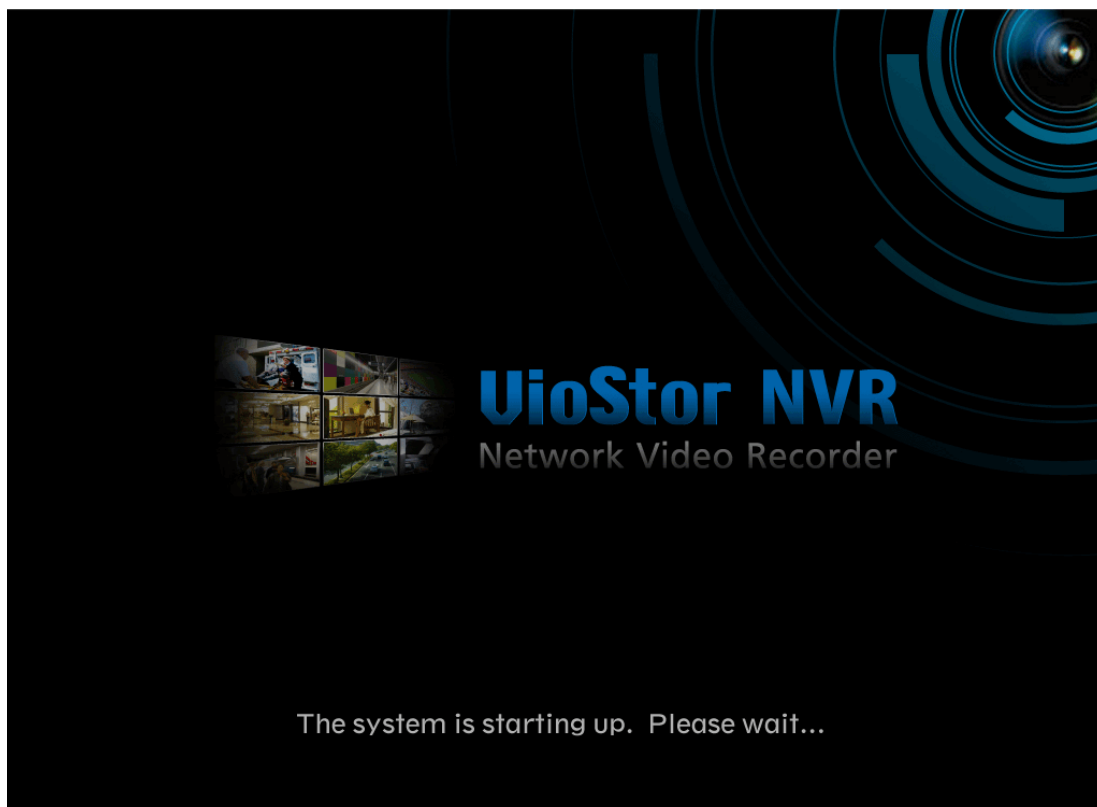 VioStor NVR
Network Video Recorder
The system is starting up.  Please wait...